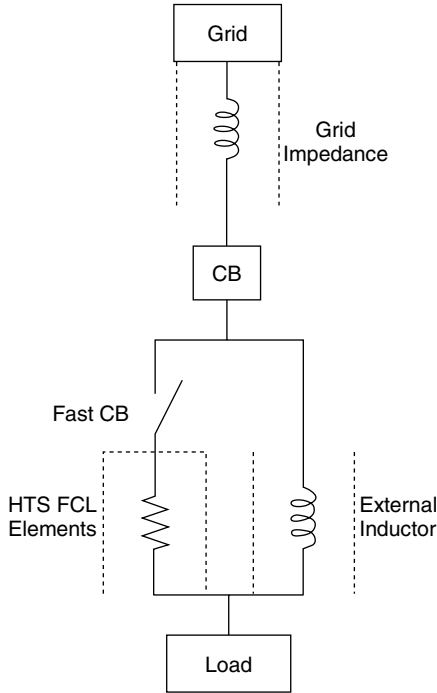 Grid
Grid
Impedance
CB
Fast CB
HTS FCL
Elements
External
Inductor
Load